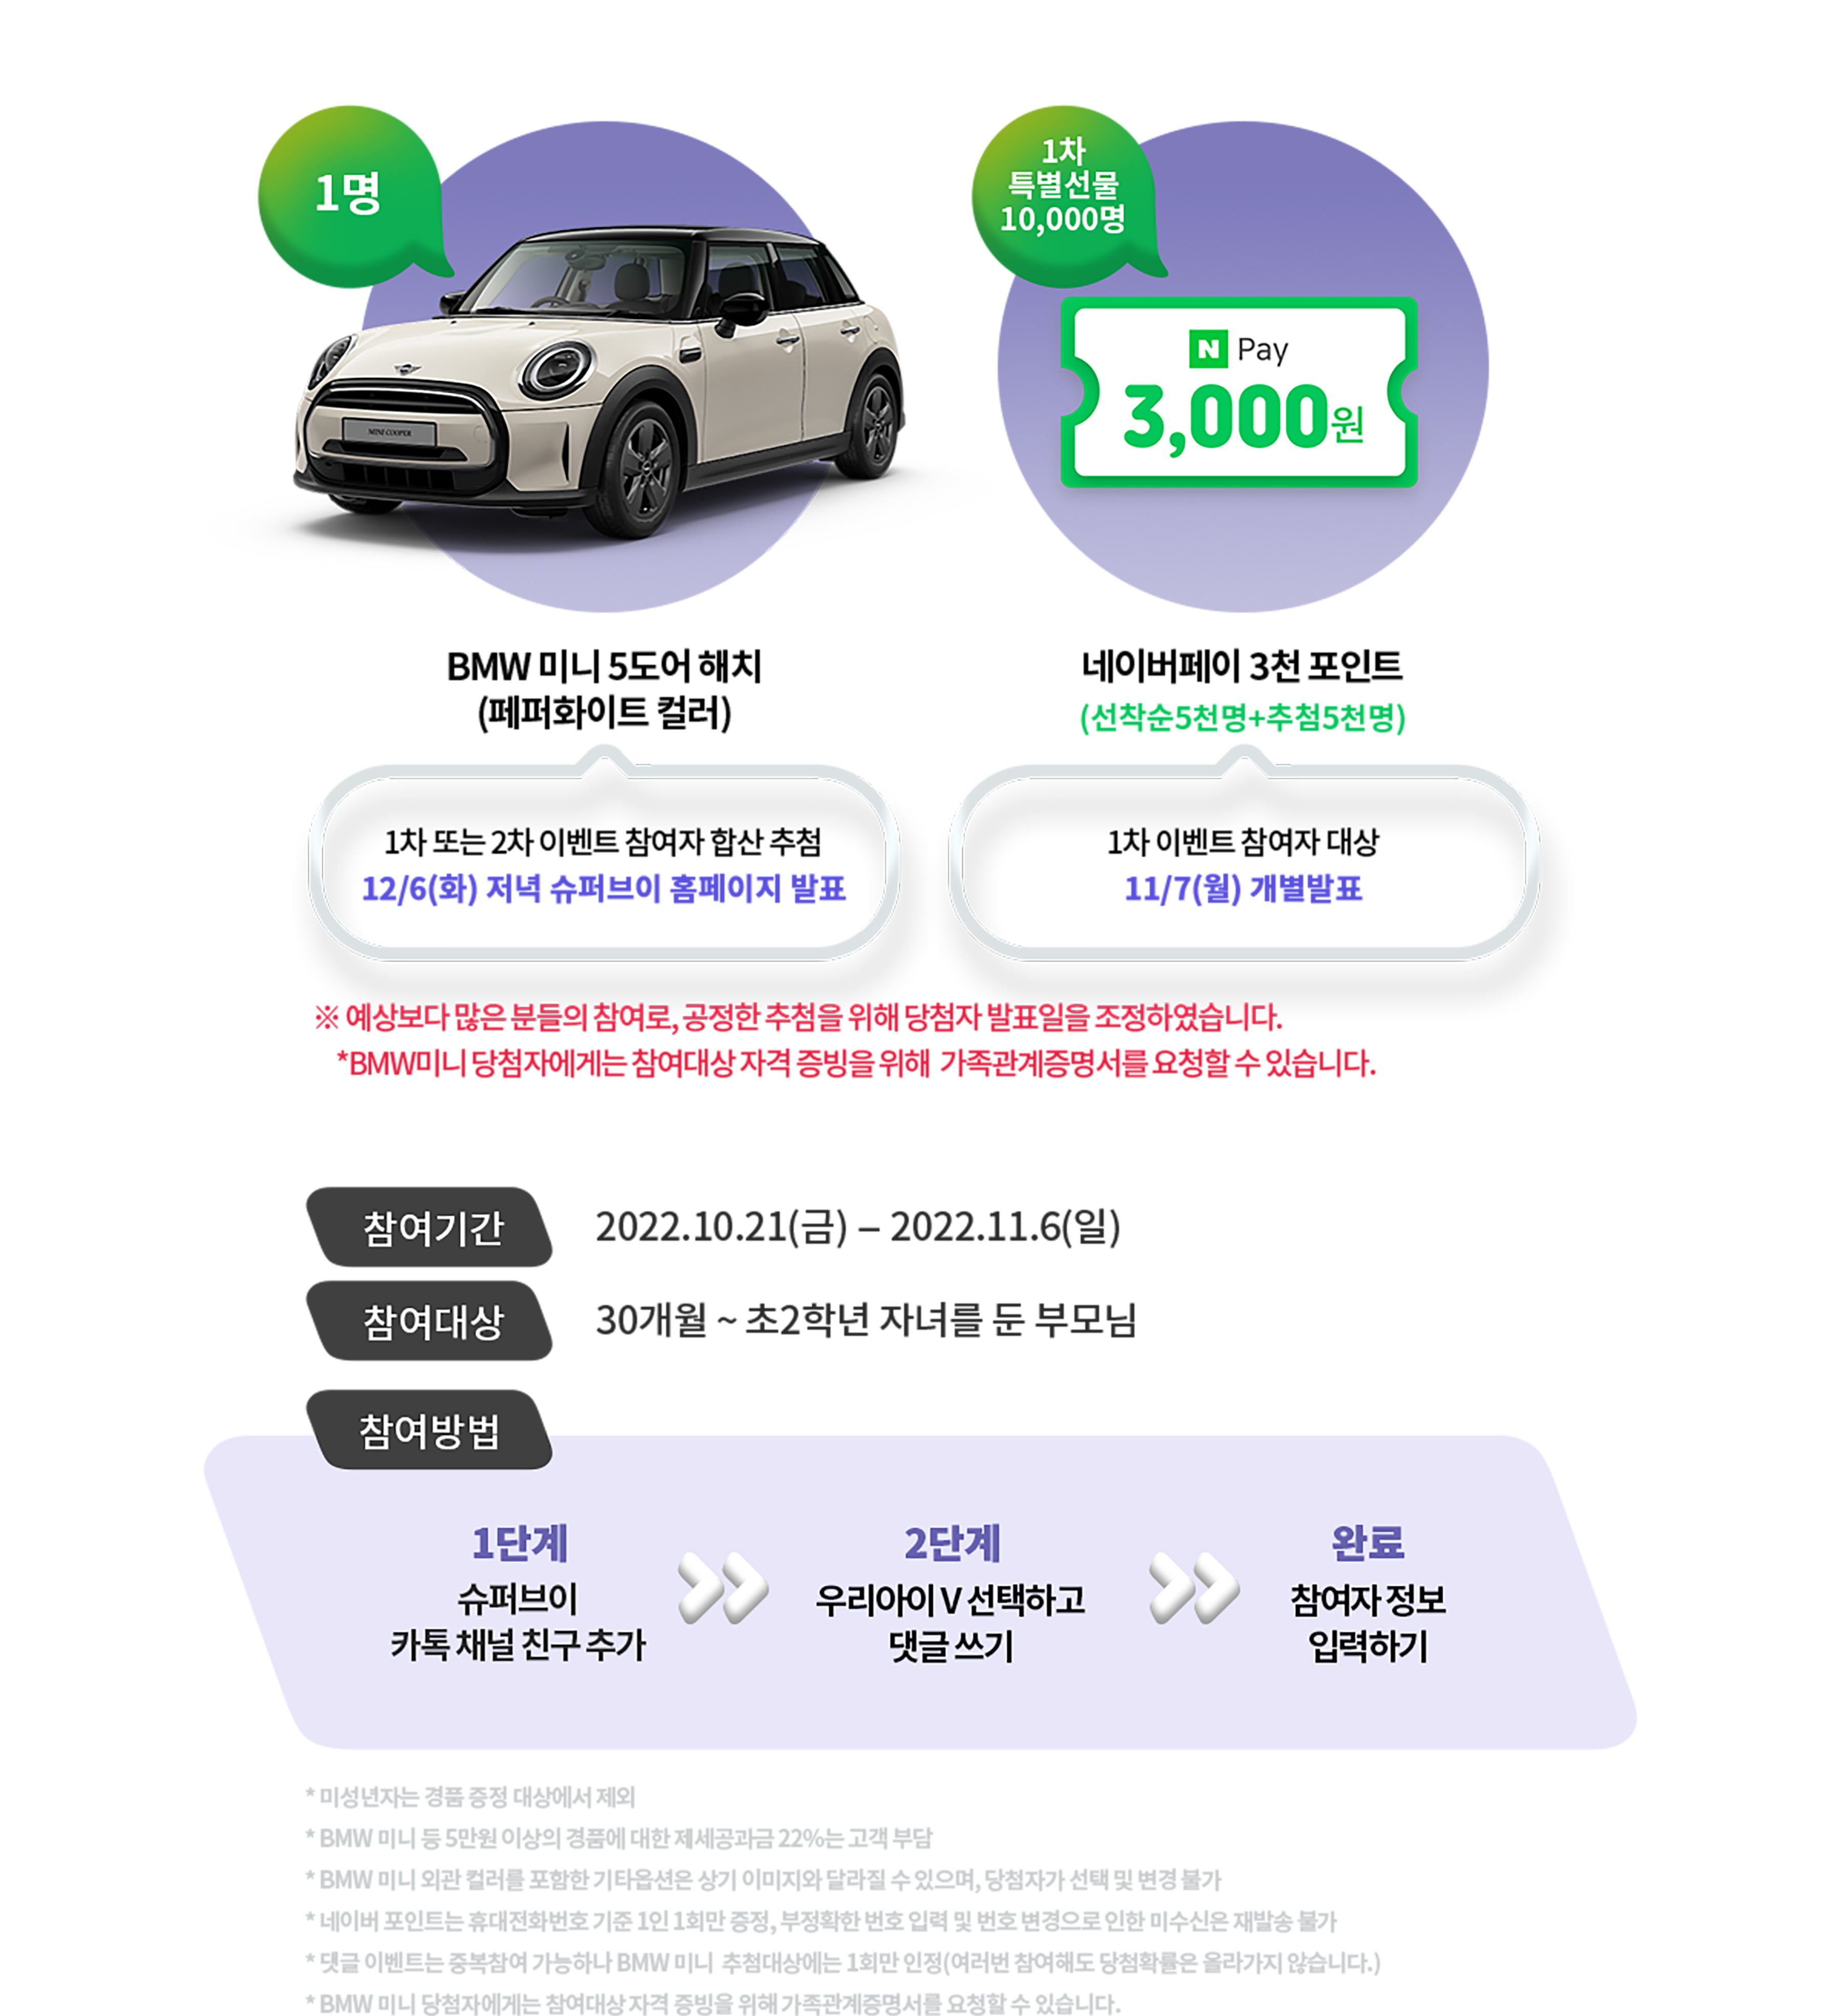 1명
1차
특별선물
10,000명
MINI COOPER
N Pay
3,000원
BMW 미니 5도어 해치
(페퍼화이트 컬러)
네이버페이 3천 포인트
(선착순5천명+추첨5천명)
1차 또는 2차 이벤트 참여자 합산 추첨
12/6(화) 저녁 슈퍼브이 홈페이지 발표
1차 이벤트 참여자 대상
11/7(월) 개별발표
※ 예상보다 많은 분들의 참여로, 공정한 추첨을 위해 당첨자 발표일을 조정하였습니다.
*BMW미니 당첨자에게는 참여대상 자격 증빙을 위해 가족관계증명서를 요청할 수 있습니다.
참여기간
2022.10.21(금) – 2022.11.6(일)
참여대상
30개월 ~ 초2학년 자녀를 둔 부모님
참여방법
1단계
슈퍼브이
카톡 채널 친구 추가
2단계
우리아이 V 선택하고
댓글 쓰기
완료
참여자 정보
입력하기
* 미성년자는 경품 증정 대상에서 제외
* BMW 미니 등 5만원 이상의 경품에 대한 제세공과금 22%는 고객 부담
* BMW 미니 외관 컬러를 포함한 기타옵션은 상기 이미지와 달라질 수 있으며, 당첨자가 선택 및 변경 불가
* 네이버 포인트는 휴대전화번호 기준 1인 1회만 증정, 부정확한 번호 입력 및 번호 변경으로 인한 미수신은 재발송 불가
* 댓글 이벤트는 중복참여 가능하나 BMW 미니 추첨대상에는 1회만 인정(여러번 참여해도 당첨확률은 올라가지 않습니다.)
* BMW 미니 당첨자에게는 참여대상 자격 증빙을 위해 가족관계증명서를 요청할 수 있습니다.